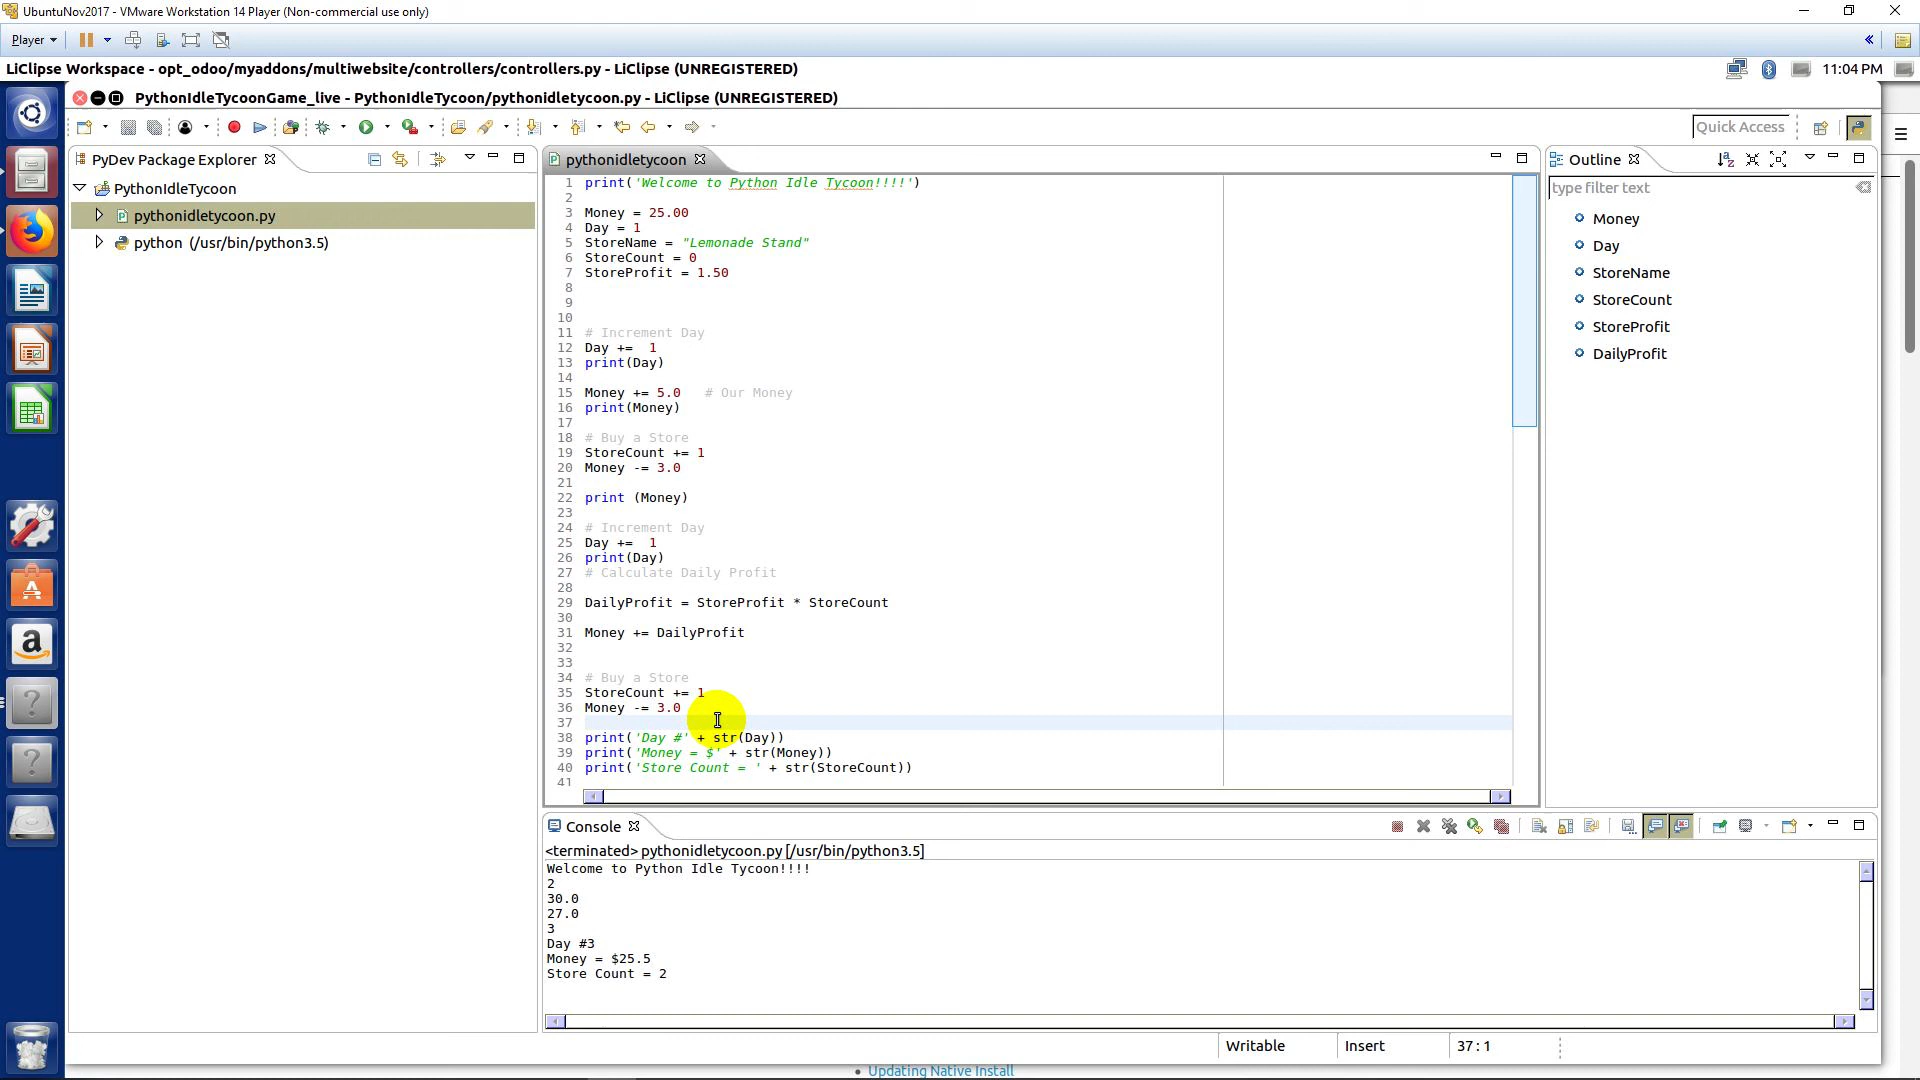 UbuntuNov2017 - VMware Workstation 14 Player (Non-commercial use only)
Player
LiClipse Workspace - opt_odoo/myaddons/multiwebsite/controllers/controllers.py - LiClipse (UNREGISTERED)
11:04 PM
PythonIdleTycoonGame_live - PythonIdleTycoon/pythonidletycoon.py - LiClipse (UNREGISTERED)
Quick Access
PyDev Package Explorer
PythonIdleTycoon
pythonidletycoon.py
python (/usr/bin/python3.5)
pythonidletycoon
1 print('Welcome to Python Idle Tycoon!!!!')
2
3 Money = 25.00
4 Day = 1
5 StoreName = "Lemonade Stand"
6 StoreCount = 0
7 StoreProfit = 1.50
8
9
10
11 # Increment Day
12 Day +=  1
13 print(Day)
14
15 Money += 5.0   # Our Money
16 print(Money)
17
18 # Buy a Store
19 StoreCount += 1
20 Money -= 3.0
21
22 print (Money)
23
24 # Increment Day
25 Day +=  1
26 print(Day)
27 # Calculate Daily Profit
28
29 DailyProfit = StoreProfit * StoreCount
30
31 Money += DailyProfit
32
33
34 # Buy a Store
35 StoreCount += 1
36 Money -= 3.0
37
38 print('Day #' + str(Day))
39 print('Money = $' + str(Money))
40 print('Store Count = ' + str(StoreCount))
41
Outline
type filter text
Money
Day
StoreName
StoreCount
StoreProfit
DailyProfit
Console
<terminated> pythonidletycoon.py [/usr/bin/python3.5]
Welcome to Python Idle Tycoon!!!!
2
30.0
27.0
3
Day #3
Money = $25.5
Store Count = 2
Writable
Insert
37 : 1
Updating Native Install